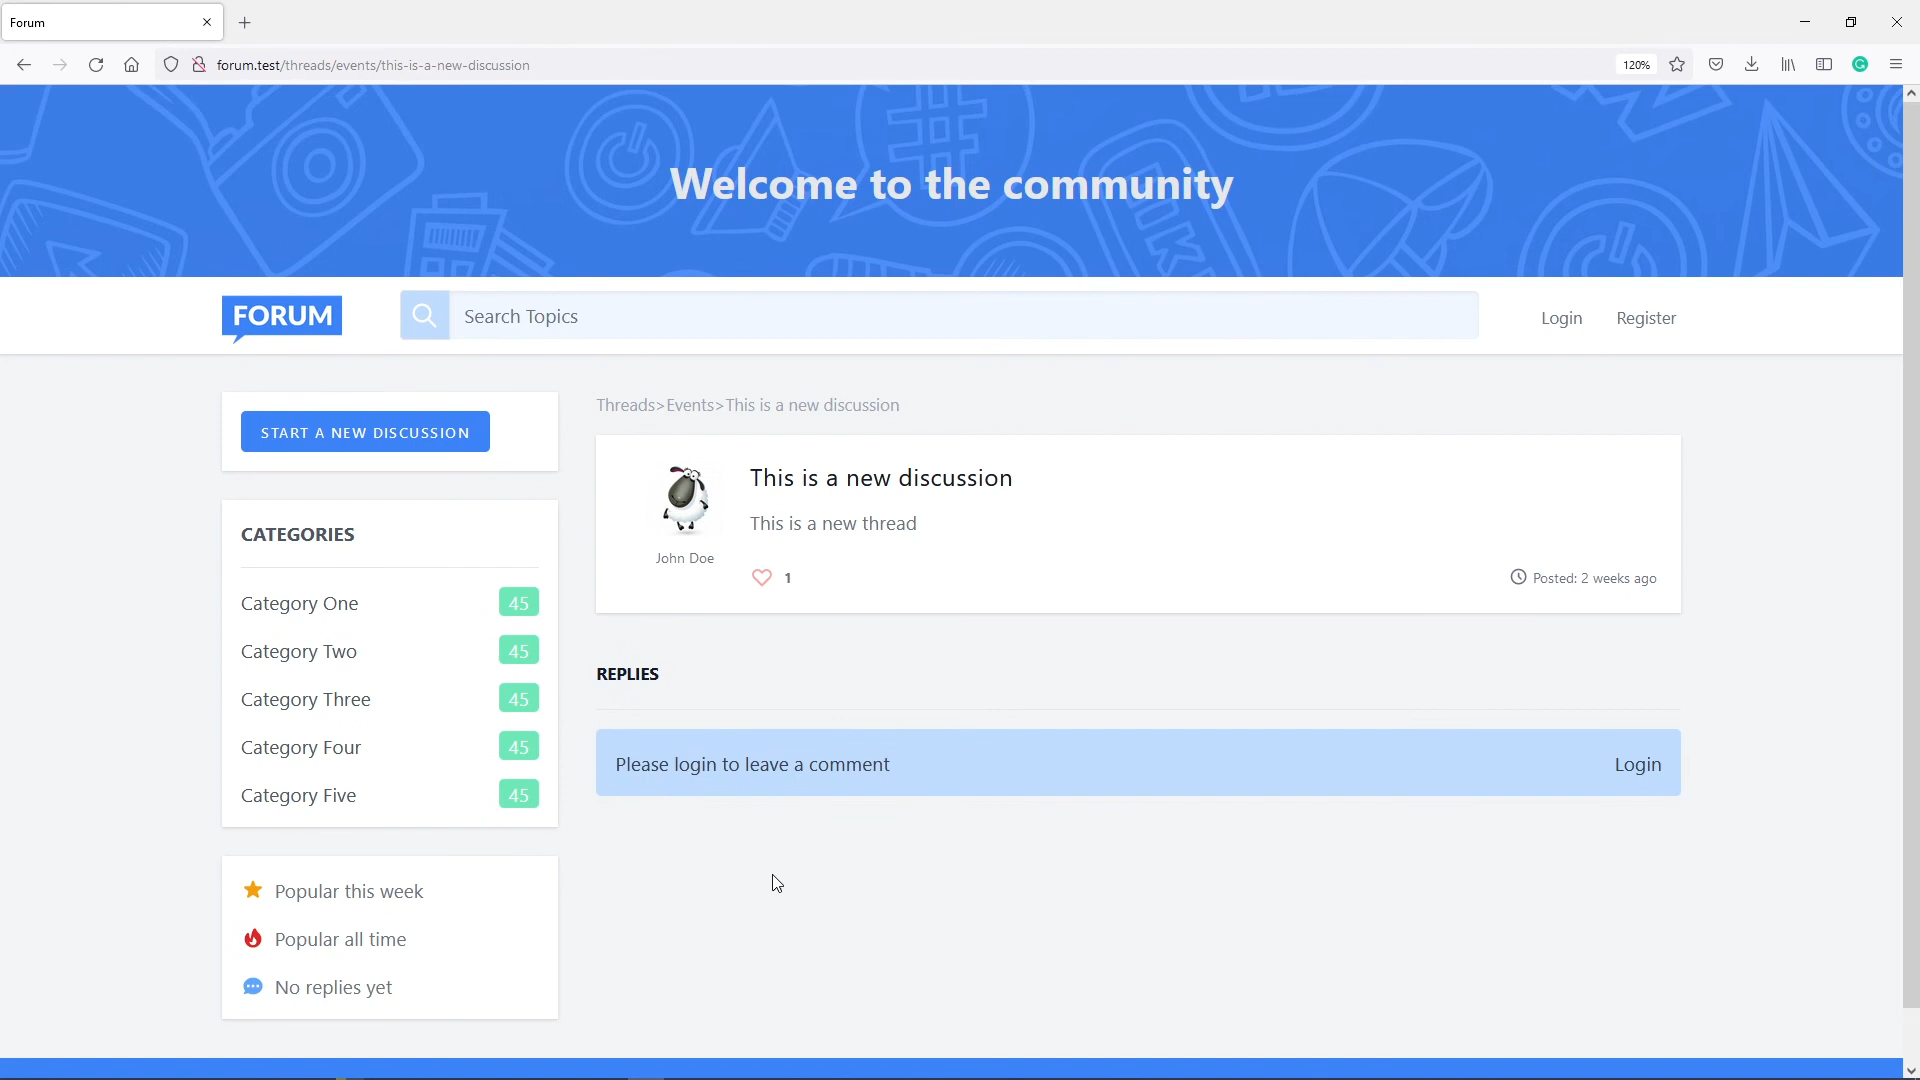 Forum
forum.test/threads/events/this-is-a-new-discussion
120%
Welcome to the community
FORUM
Search Topics
Login
Register
START A NEW DISCUSSION
CATEGORIES
Category One 45
Category Two 45
Category Three 45
Category Four 45
Category Five 45
Popular this week
Popular all time
No replies yet
Threads>Events>This is a new discussion
This is a new discussion
This is a new thread
John Doe
1
Posted: 2 weeks ago
REPLIES
Please login to leave a comment
Login